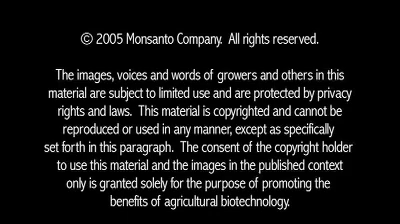 © 2005 Monsanto Company.  All rights reserved.
The images, voices and words of growers and others in this
material are subject to limited use and are protected by privacy
rights and laws.  This material is copyrighted and cannot be
reproduced or used in any manner, except as specifically
set forth in this paragraph.  The consent of the copyright holder
to use this material and the images in the published context
only is granted solely for the purpose of promoting the
benefits of agricultural biotechnology.